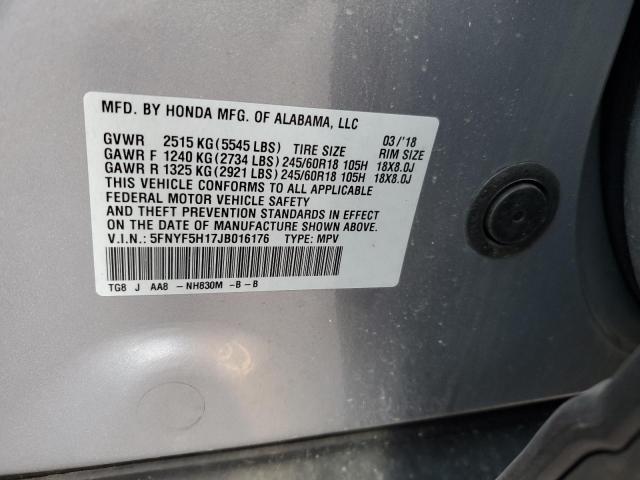 MFD. BY HONDA MFG. OF ALABAMA, LLC
GVWR 2515 KG (5545 LBS) TIRE SIZE 03/'18 RIM SIZE
GAWR F 1240 KG (2734 LBS) 245/60R18 105H 18X8.0J
GAWR R 1325 KG (2921 LBS) 245/60R18 105H 18X8.0J
THIS VEHICLE CONFORMS TO ALL APPLICABLE
FEDERAL MOTOR VEHICLE SAFETY
AND THEFT PREVENTION STANDARDS IN EFFECT
ON THE DATE OF MANUFACTURE SHOWN ABOVE.
V.I.N.: 5FNYF5H17JB016176 TYPE: MPV
TG8 J AA8 -NH830M -B-B